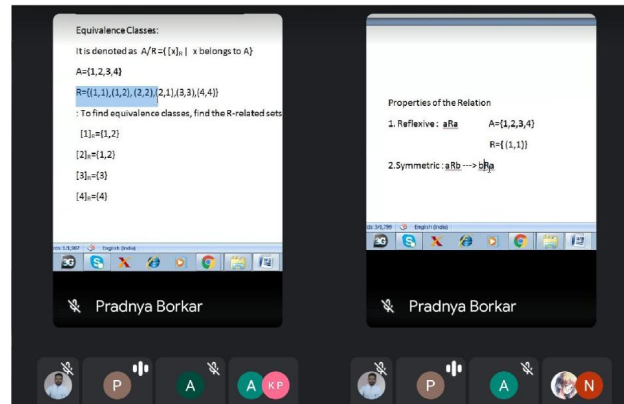 Equivalence Classes:
It is denoted as A/R ={[x]R | x belongs to A}
A={1,2,3,4}
R={(1,1),(1,2), (2,2),(2,1),(3,3),(4,4)}
: To find equivalence classes, find the R-related sets
[1]R={1,2}
[2]R={1,2}
[3]R={3}
[4]R={4}
English (India)
3G
Pradnya Borkar
P
A
A
KP
Properties of the Relation
1. Reflexive : aRa A={1,2,3,4}
R={ (1,1)}
2.Symmetric : aRb ---> bRa
English (India)
3G
Pradnya Borkar
P
A
N